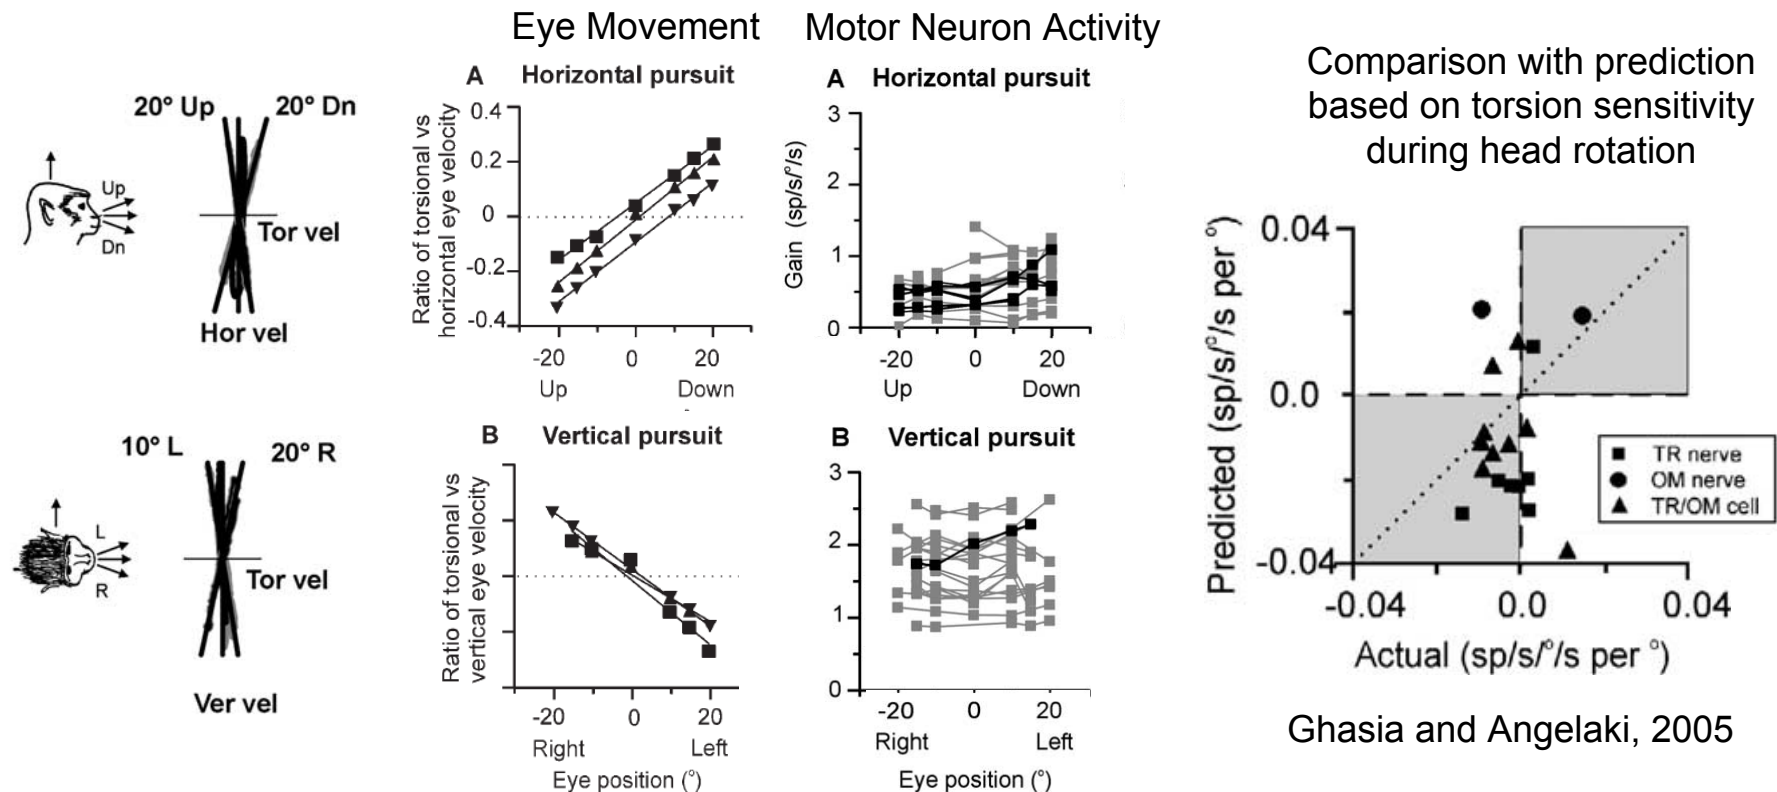 Eye Movement
Motor Neuron Activity
Comparison with prediction
based on torsion sensitivity
during head rotation
20° Up
20° Dn
Up
Dn
Tor vel
Hor vel
A Horizontal pursuit
Ratio of torsional vs
horizontal eye velocity
0.4
0.2
0
-0.2
-0.4
-20
0
20
Up
Down
A Horizontal pursuit
Gain (sp/s/°/s)
3
2
1
0
-20
0
20
Up
Down
10° L
20° R
L
R
Tor vel
Ver vel
B Vertical pursuit
Ratio of torsional vs
vertical eye velocity
-20
0
20
Right
Left
Eye position (°)
B Vertical pursuit
3
2
1
0
-20
0
20
Right
Left
Eye position (°)
Predicted (sp/s/°/s per °)
0.04
0.0
-0.04
-0.04
0.0
0.04
Actual (sp/s/°/s per °)
TR nerve
OM nerve
TR/OM cell
Ghasia and Angelaki, 2005